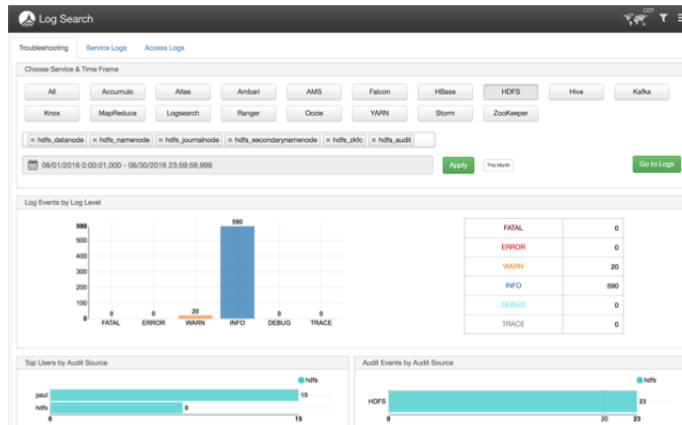 Log Search
CDT
Troubleshooting Service Logs Access Logs
Choose Service & Time Frame
All Accumulo Atlas Ambari AMS Falcon HBase HDFS Hive Kafka
Knox MapReduce Logsearch Ranger Oozie YARN Storm ZooKeeper
× hdfs_datanode × hdfs_namenode × hdfs_journalnode × hdfs_secondarynamenode × hdfs_zkfc × hdfs_audit
06/01/2016 0:00:01,000 - 06/30/2016 23:59:59,999 Apply This Month Go to Logs
Log Events by Log Level
590
500
400
300
200
100
0
0 0 20 590 0 0
FATAL ERROR WARN INFO DEBUG TRACE
FATAL 0
ERROR 0
WARN 20
INFO 590
DEBUG 0
TRACE 0
Top Users by Audit Source
hdfs
paul 15
hdfs 8
0 15
Audit Events by Audit Source
hdfs
HDFS 23
0 20 23